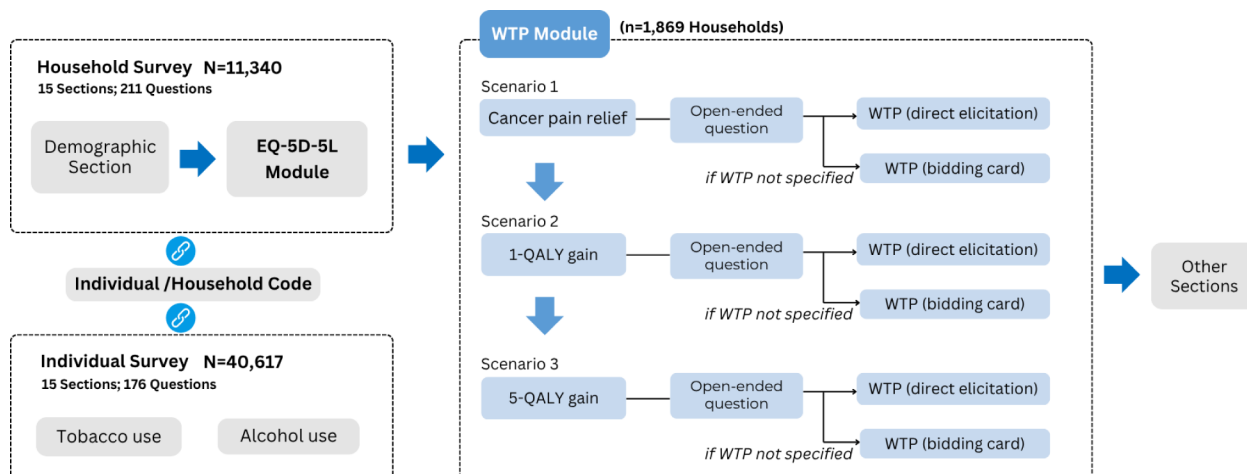 Household Survey N=11,340
15 Sections; 211 Questions
Demographic
Section
EQ-5D-5L
Module
Individual /Household Code
Individual Survey N=40,617
15 Sections; 176 Questions
Tobacco use
Alcohol use
WTP Module
(n=1,869 Households)
Scenario 1
Cancer pain relief
Open-ended
question
WTP (direct elicitation)
if WTP not specified
WTP (bidding card)
Scenario 2
1-QALY gain
Open-ended
question
WTP (direct elicitation)
if WTP not specified
WTP (bidding card)
Scenario 3
5-QALY gain
Open-ended
question
WTP (direct elicitation)
if WTP not specified
WTP (bidding card)
Other
Sections